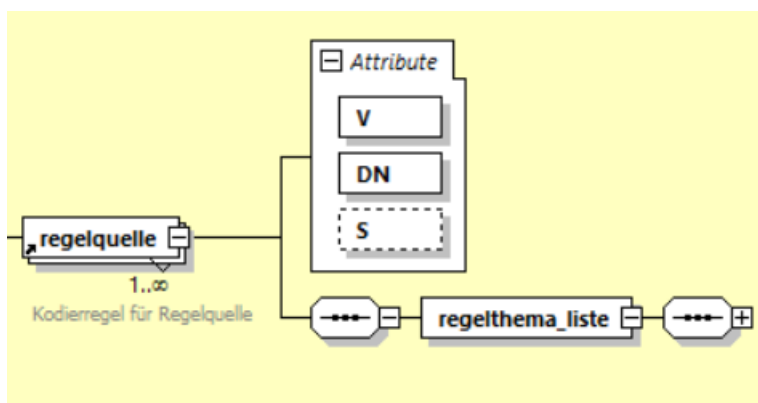 Attribute
V
DN
S
regelquelle
1..∞
Kodierregel für Regelquelle
regelthema_liste